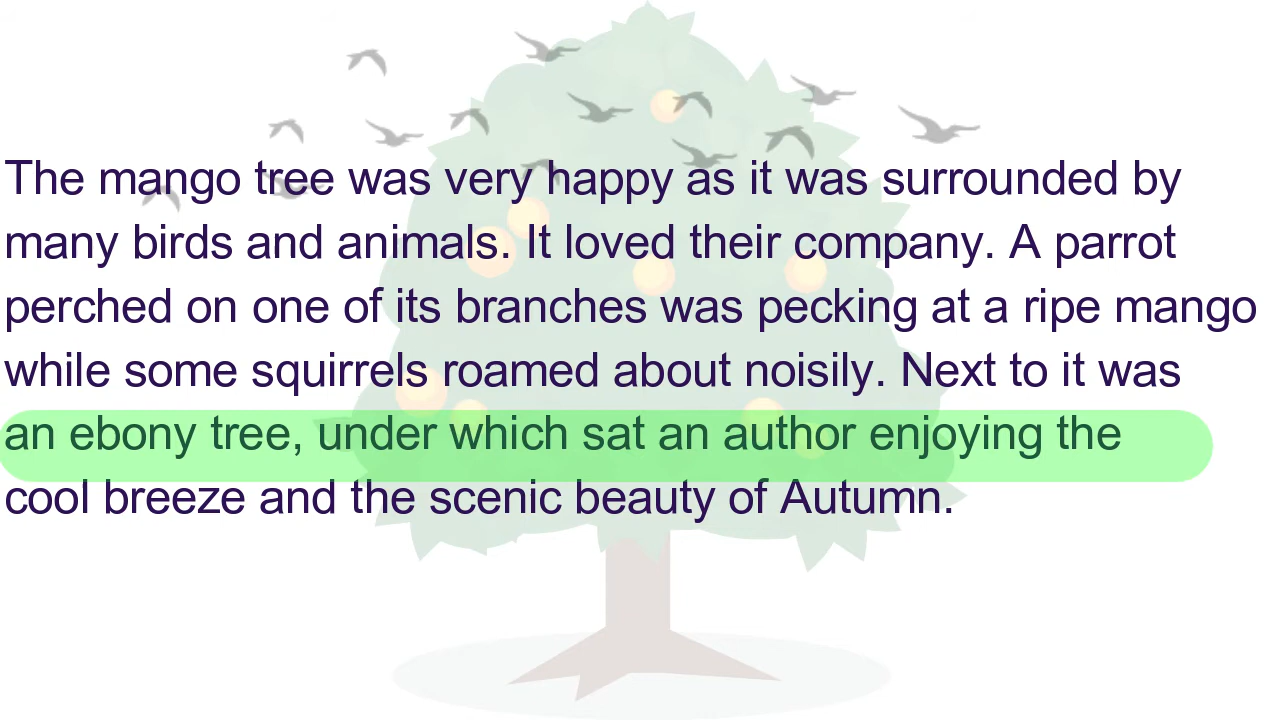 The mango tree was very happy as it was surrounded by
many birds and animals. It loved their company. A parrot
perched on one of its branches was pecking at a ripe mango
while some squirrels roamed about noisily. Next to it was
an ebony tree, under which sat an author enjoying the
cool breeze and the scenic beauty of Autumn.